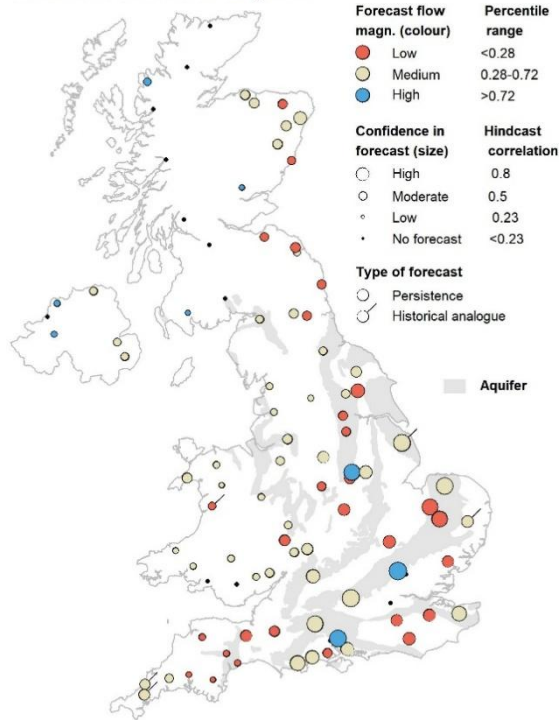 Forecast flow Percentile
magn. (colour) range
Low <0.28
Medium 0.28-0.72
High >0.72
Confidence in Hindcast
forecast (size) correlation
High 0.8
Moderate 0.5
Low 0.23
No forecast <0.23
Type of forecast
Persistence
Historical analogue
Aquifer